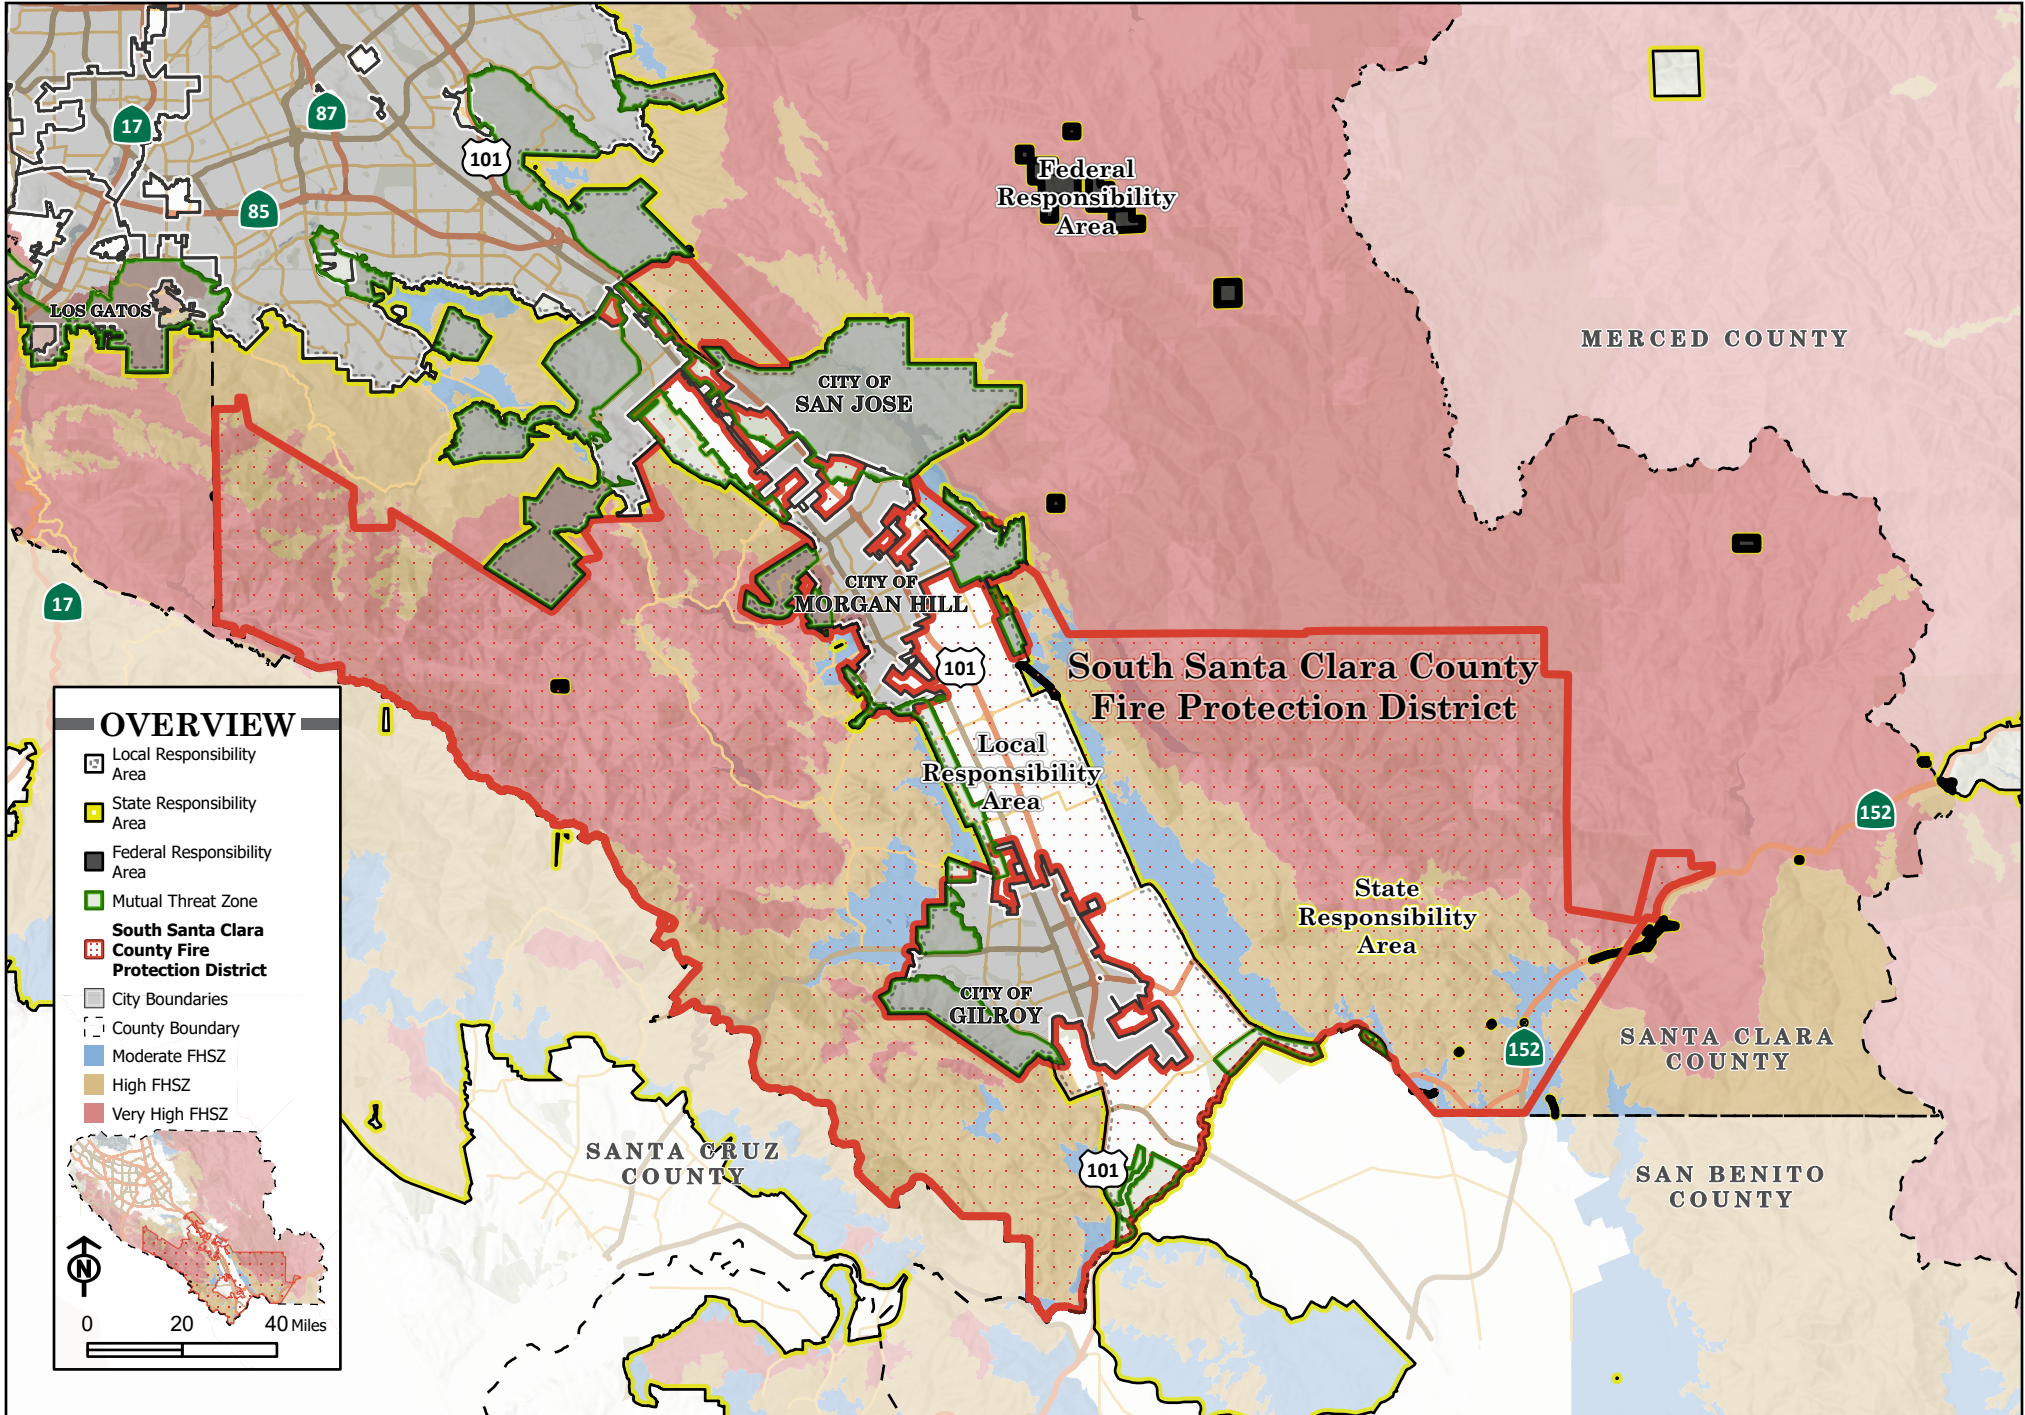 17
87
101
85
LOS GATOS
Federal
Responsibility
Area
MERCED COUNTY
CITY OF
SAN JOSE
17
CITY OF
MORGAN HILL
101
South Santa Clara County
Fire Protection District
Local
Responsibility
Area
152
State
Responsibility
Area
CITY OF
GILROY
152
SANTA CLARA
COUNTY
SANTA CRUZ
COUNTY
101
SAN BENITO
COUNTY
OVERVIEW
Local Responsibility
Area
State Responsibility
Area
Federal Responsibility
Area
Mutual Threat Zone
South Santa Clara
County Fire
Protection District
City Boundaries
County Boundary
Moderate FHSZ
High FHSZ
Very High FHSZ
N
0 20 40 Miles